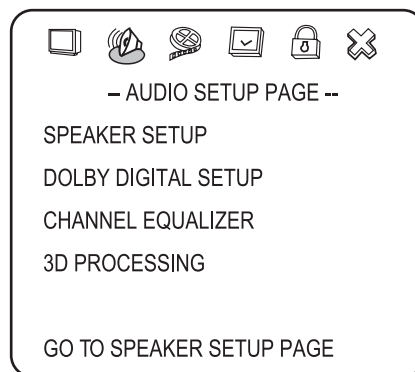 – AUDIO SETUP PAGE --
SPEAKER SETUP
DOLBY DIGITAL SETUP
CHANNEL EQUALIZER
3D PROCESSING
GO TO SPEAKER SETUP PAGE